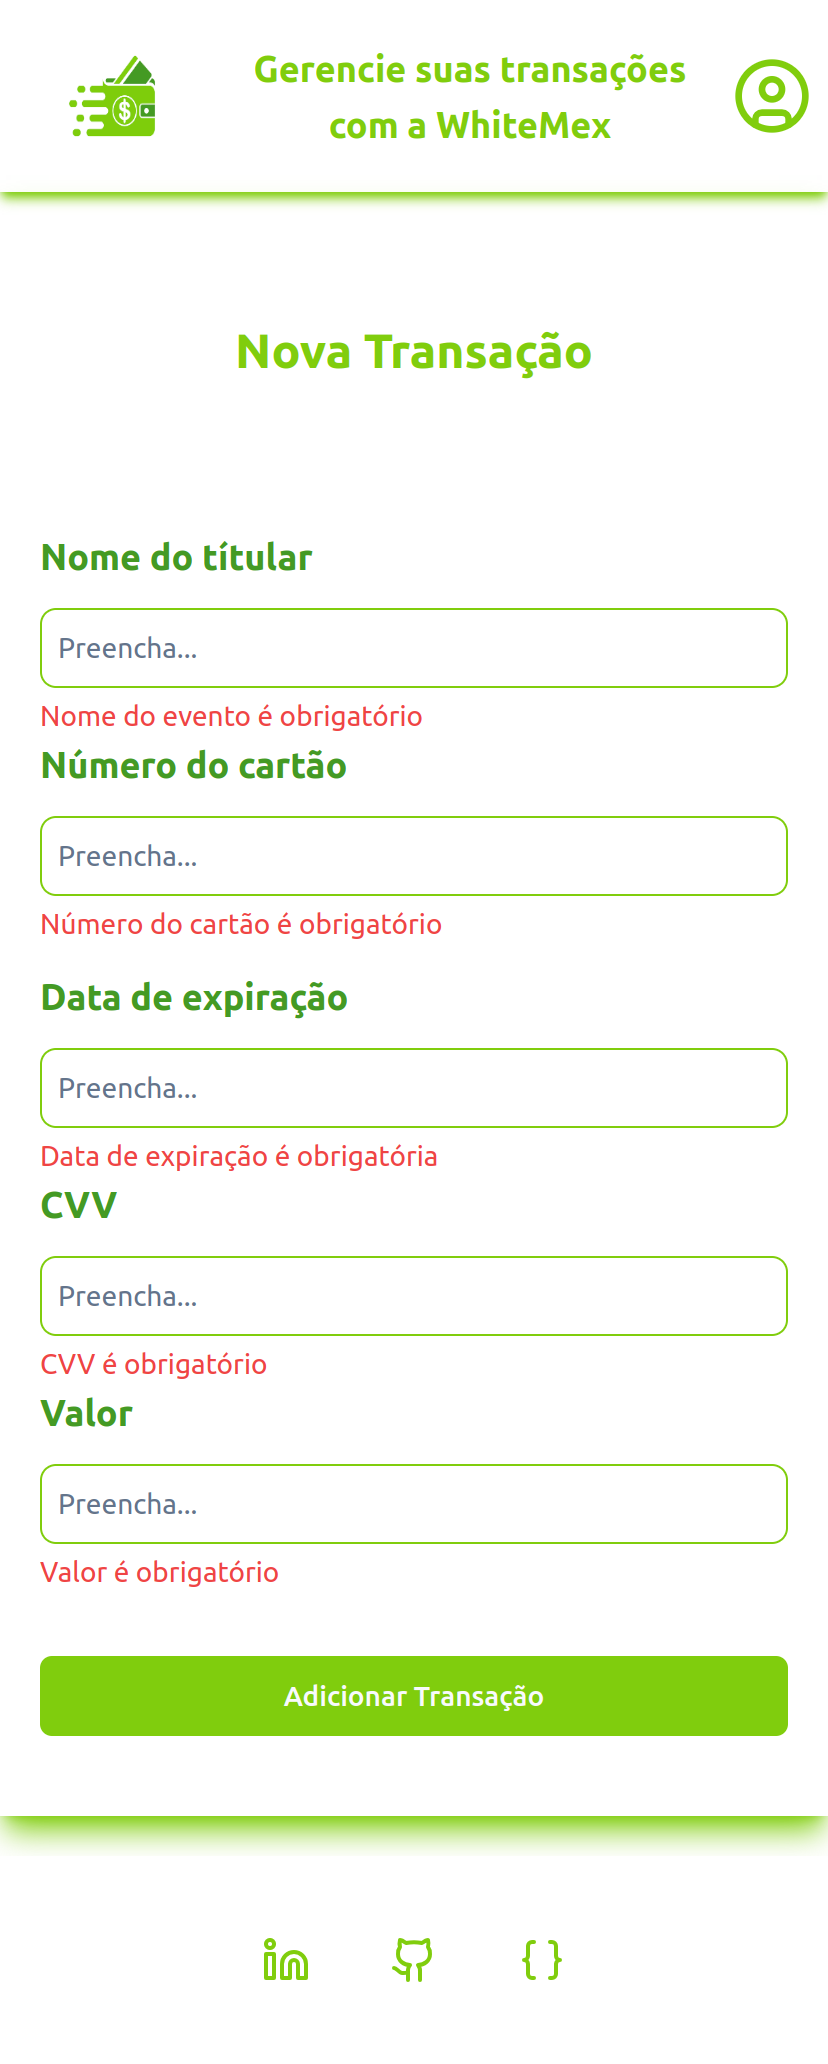 Gerencie suas transações
com a WhiteMex
$
Nova Transação
Nome do títular
Preencha...
Nome do evento é obrigatório
Número do cartão
Preencha...
Número do cartão é obrigatório
Data de expiração
Preencha...
Data de expiração é obrigatória
CVV
Preencha...
CVV é obrigatório
Valor
Preencha...
Valor é obrigatório
Adicionar Transação
in
{ }